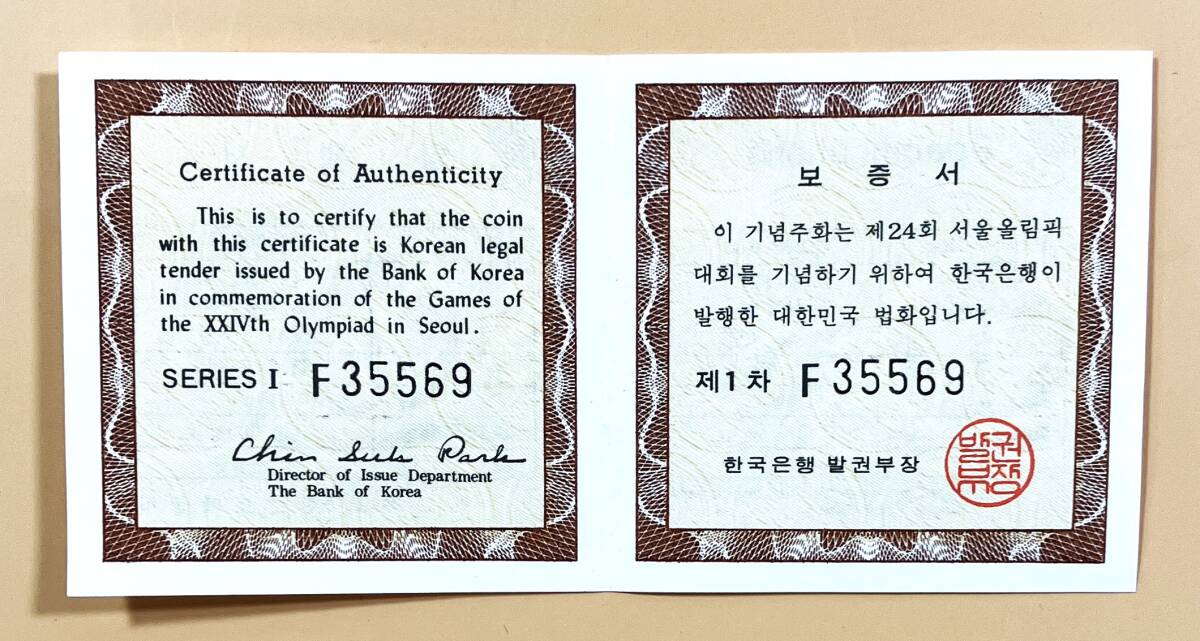 Certificate of Authenticity
This is to certify that the coin
with this certificate is Korean legal
tender issued by the Bank of Korea
in commemoration of the Games of
the XXIVth Olympiad in Seoul.
SERIES I F35569
Chin Suk Park
Director of Issue Department
The Bank of Korea
보 증 서
이 기념주화는 제24회 서울올림픽
대회를 기념하기 위하여 한국은행이
발행한 대한민국 법화입니다.
제1차 F35569
한국은행 발권부장
발권부장